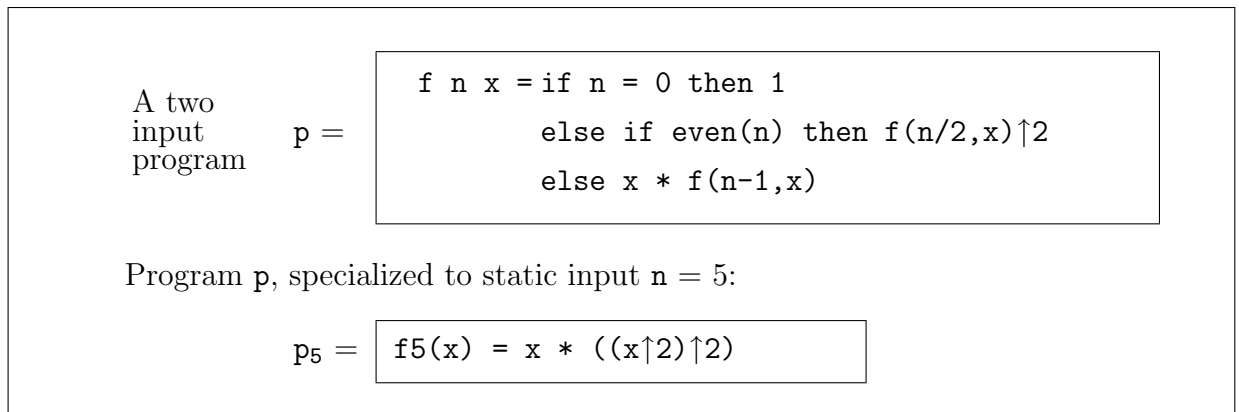 A two
input
program
p =
f n x = if n = 0 then 1
else if even(n) then f(n/2,x)↑2
else x * f(n-1,x)
Program p, specialized to static input n = 5:
p₅ = f5(x) = x * ((x↑2)↑2)